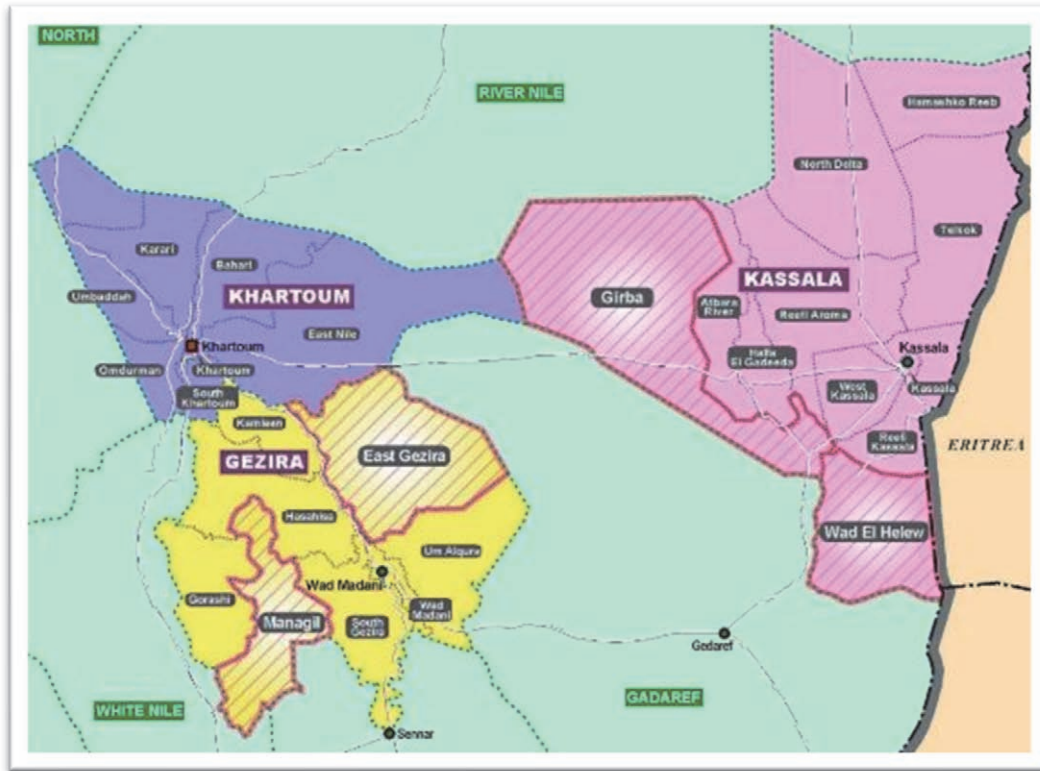 NORTH
RIVER NILE
Hamashko Reeb
North Delta
Telsok
Karari
Bahari
KHARTOUM
Umbaddah
East Nile
Girba
KASSALA
Atbara
River
Reefi Aroma
Khartoum
Omdurman
Khartoum
South
Khartoum
Halfa
El Gadeeda
Kassala
West
Kassala
Kassala
Kamleen
GEZIRA
East Gezira
Reefi
Kassala
ERITREA
Hasahisa
Um Alqura
Wad El Helew
Wad Madani
Gorashi
Managil
South
Gezira
Wad
Madani
Gedaref
WHITE NILE
GADAREF
Sennar